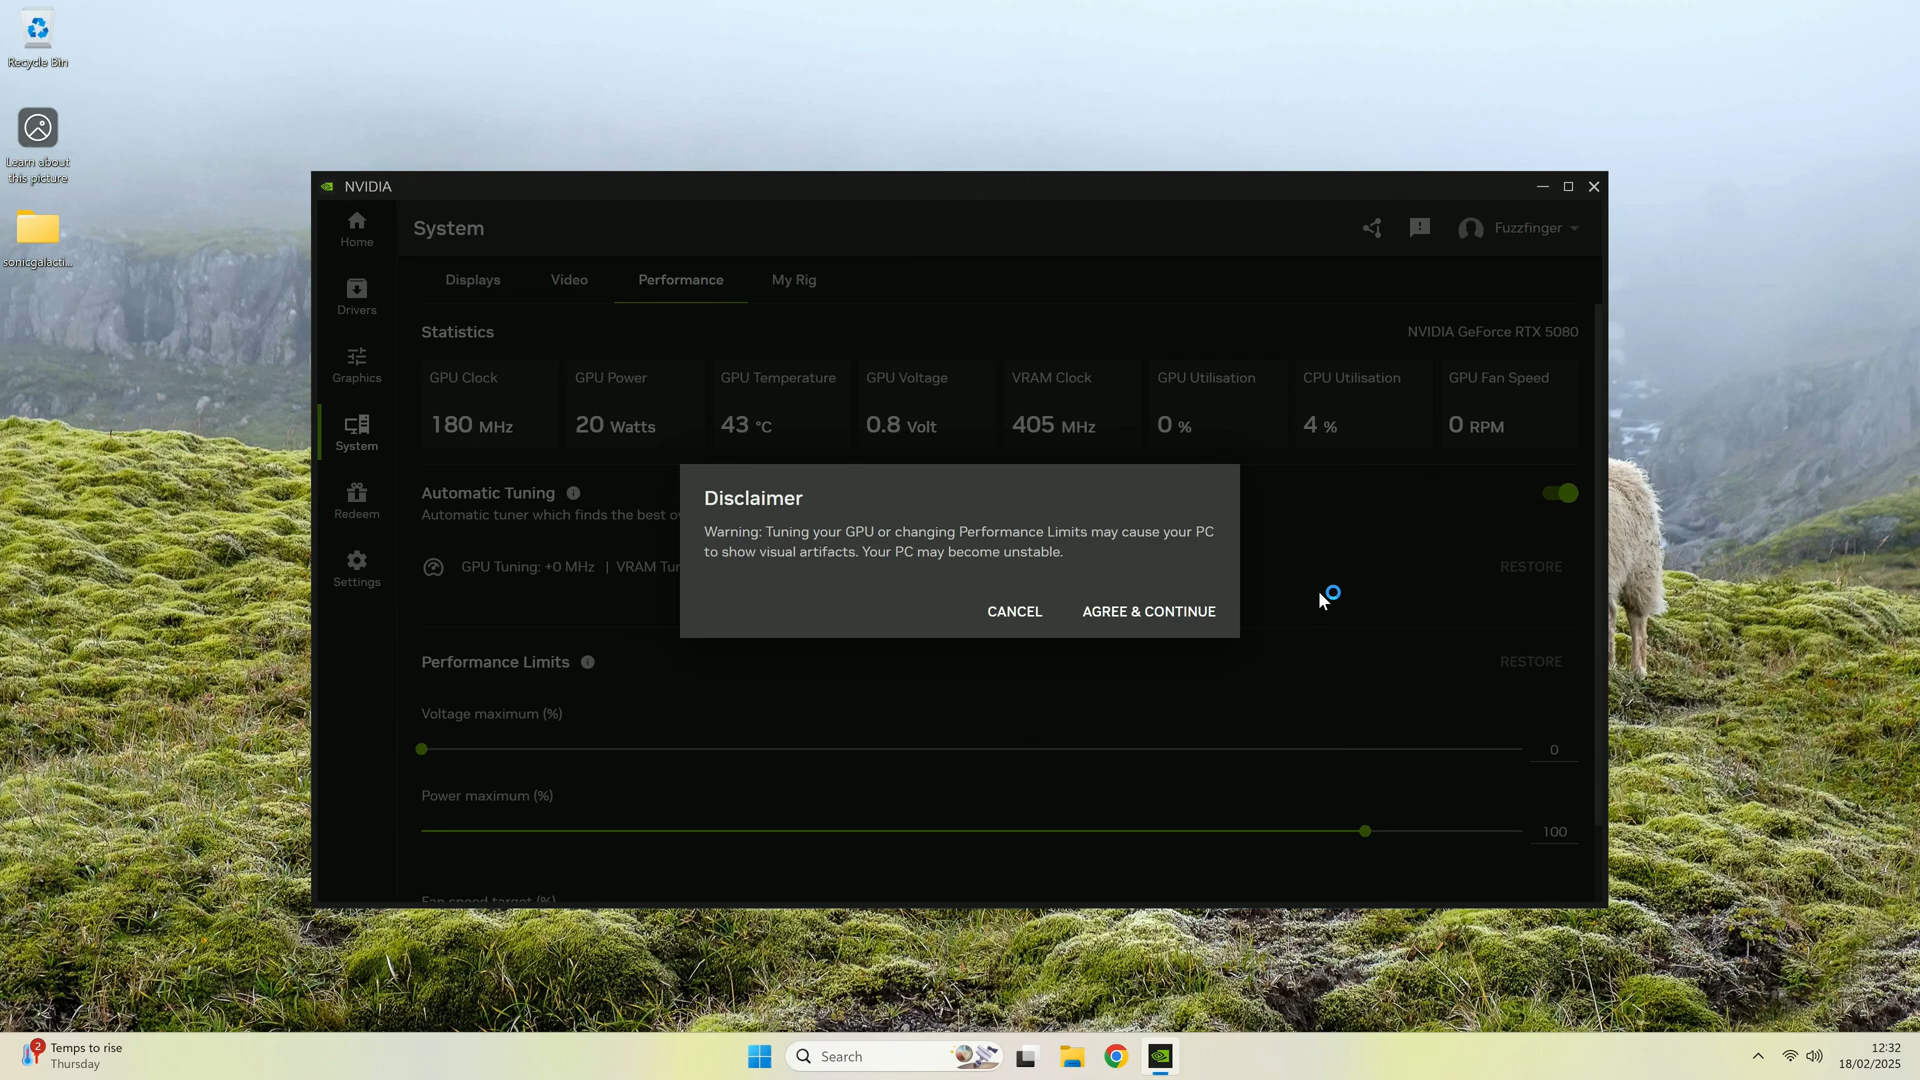 Recycle Bin
Learn about
this picture
sonicgalacti...
NVIDIA
System
Fuzzfinger
Home
Drivers
Graphics
System
Redeem
Settings
Displays
Video
Performance
My Rig
Statistics
NVIDIA GeForce RTX 5080
GPU Clock
180 MHz
GPU Power
20 Watts
GPU Temperature
43 °C
GPU Voltage
0.8 Volt
VRAM Clock
405 MHz
GPU Utilisation
0 %
CPU Utilisation
4 %
GPU Fan Speed
0 RPM
Automatic Tuning
Automatic tuner which finds the best
GPU Tuning: +0 MHz | VRAM
RESTORE
Disclaimer
Warning: Tuning your GPU or changing Performance Limits may cause your PC
to show visual artifacts. Your PC may become unstable.
CANCEL
AGREE & CONTINUE
Performance Limits
RESTORE
Voltage maximum (%)
0
Power maximum (%)
100
Fan speed target (%)
2
Temps to rise
Thursday
Search
12:32
18/02/2025